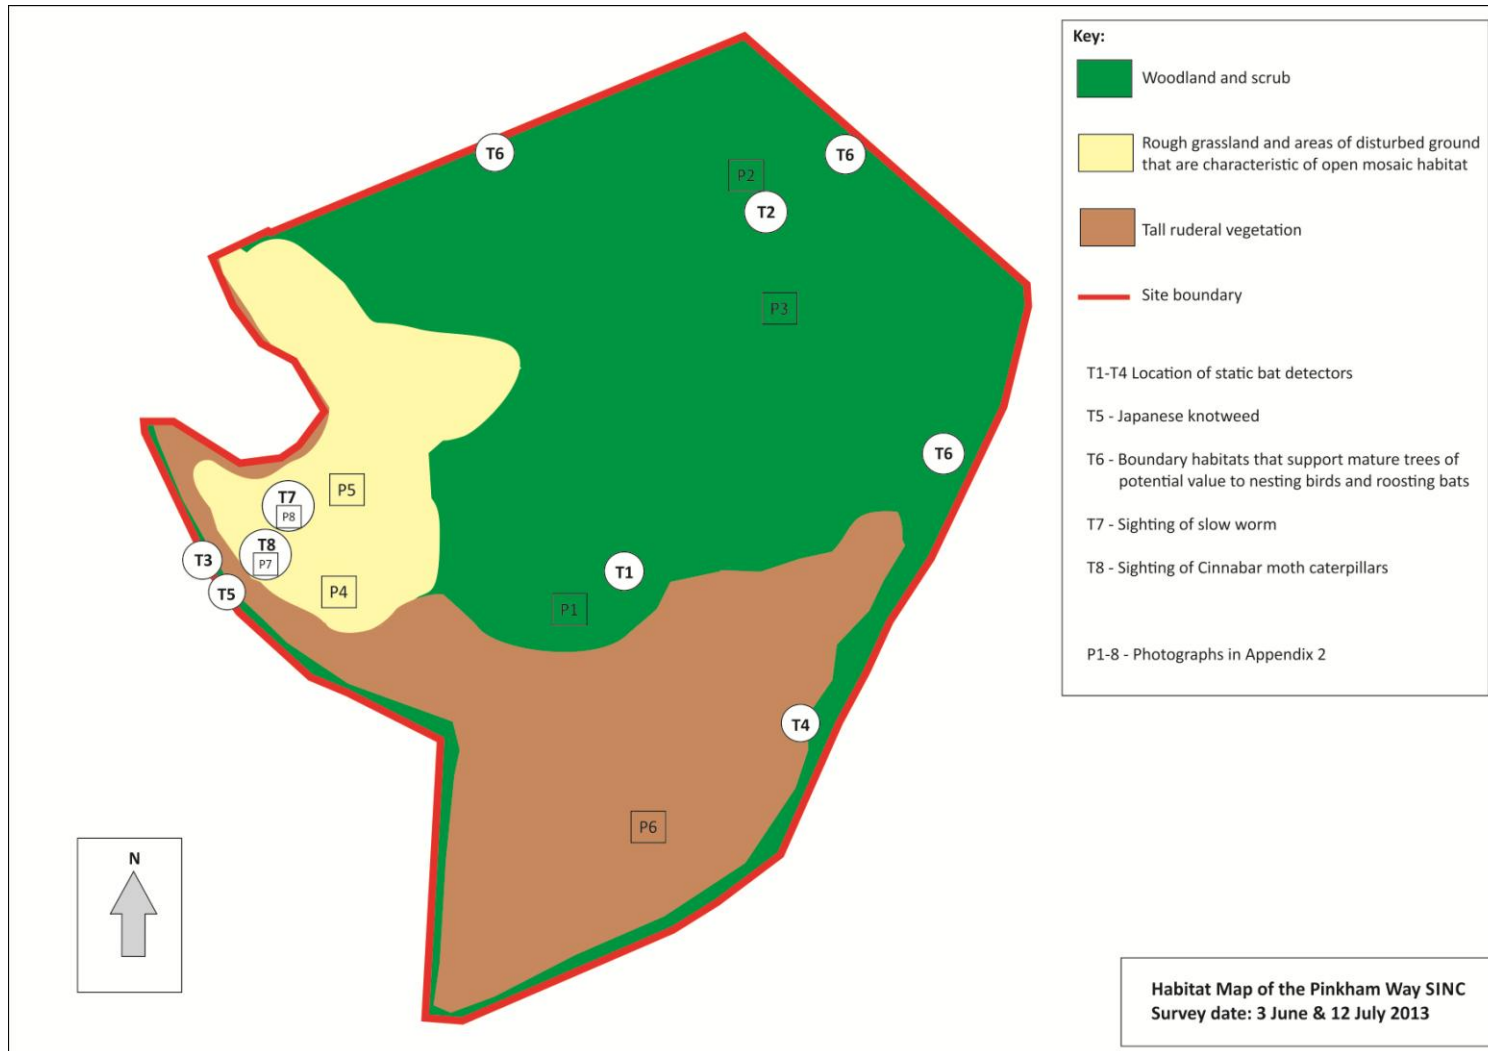 Key:
Woodland and scrub
Rough grassland and areas of disturbed ground
that are characteristic of open mosaic habitat
Tall ruderal vegetation
Site boundary
T1-T4 Location of static bat detectors
T5 - Japanese knotweed
T6 - Boundary habitats that support mature trees of
potential value to nesting birds and roosting bats
T7 - Sighting of slow worm
T8 - Sighting of Cinnabar moth caterpillars
P1-8 - Photographs in Appendix 2
T6
T6
P2
T2
P3
T6
P5
T7
P8
T8
P7
T3
T5
P4
T1
P1
T4
P6
N
Habitat Map of the Pinkham Way SINC
Survey date: 3 June & 12 July 2013